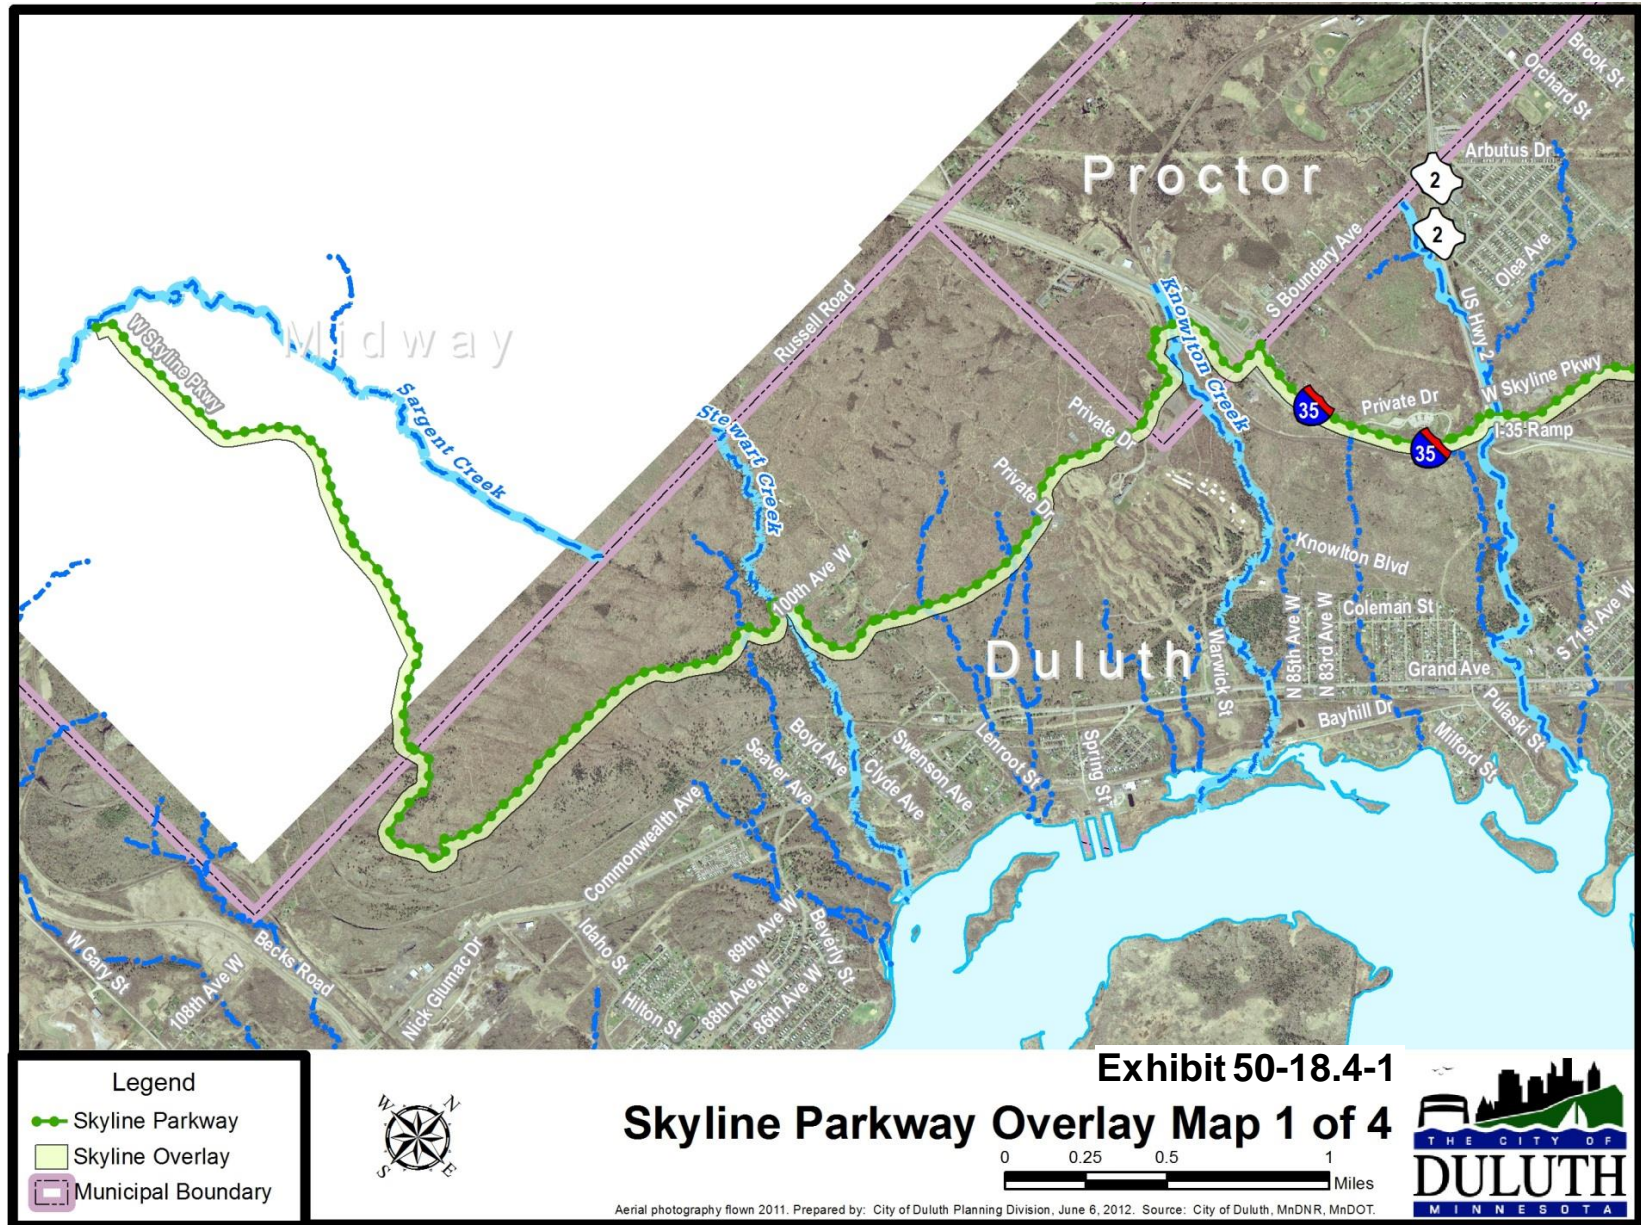 Brook St
Orchard St
Arbutus Dr
Proctor
2
2
Olea Ave
S Boundary Ave
US Hwy 2
Russell Road
Knowlton Creek
W Skyline Pkwy
Midway
Sargent Creek
Stewart Creek
Private Dr
Private Dr
35
Private Dr
W Skyline Pkwy
I-35 Ramp
35
100th Ave W
Knowlton Blvd
Coleman St
N 85th Ave W
N 83rd Ave W
S 71st Ave W
Grand Ave
Duluth
Warwick St
Bayhill Dr
Pulaski St
Milford St
Boyd Ave
Seaver Ave
Clyde Ave
Swenson Ave
Lenroot St
Spring St
Commonwealth Ave
Idaho St
89th Ave W
Beverly St
88th Ave W
86th Ave W
Hilton St
Nick Glumac Dr
Becks Road
108th Ave W
W Gary St
Legend
Skyline Parkway
Skyline Overlay
Municipal Boundary
W N
S E
Exhibit 50-18.4-1
Skyline Parkway Overlay Map 1 of 4
0 0.25 0.5 1
Miles
Aerial photography flown 2011. Prepared by: City of Duluth Planning Division, June 6, 2012. Source: City of Duluth, MnDNR, MnDOT.
THE CITY OF
DULUTH
MINNESOTA